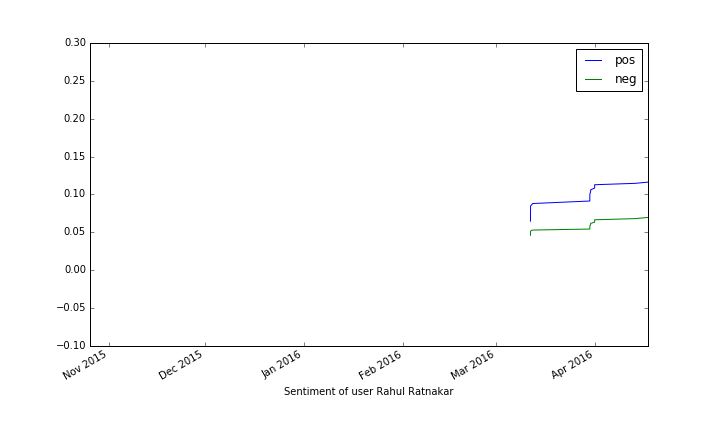 0.30
0.25
0.20
0.15
0.10
0.05
0.00
−0.05
−0.10
pos
neg
Nov 2015
Dec 2015
Jan 2016
Feb 2016
Mar 2016
Apr 2016
Sentiment of user Rahul Ratnakar